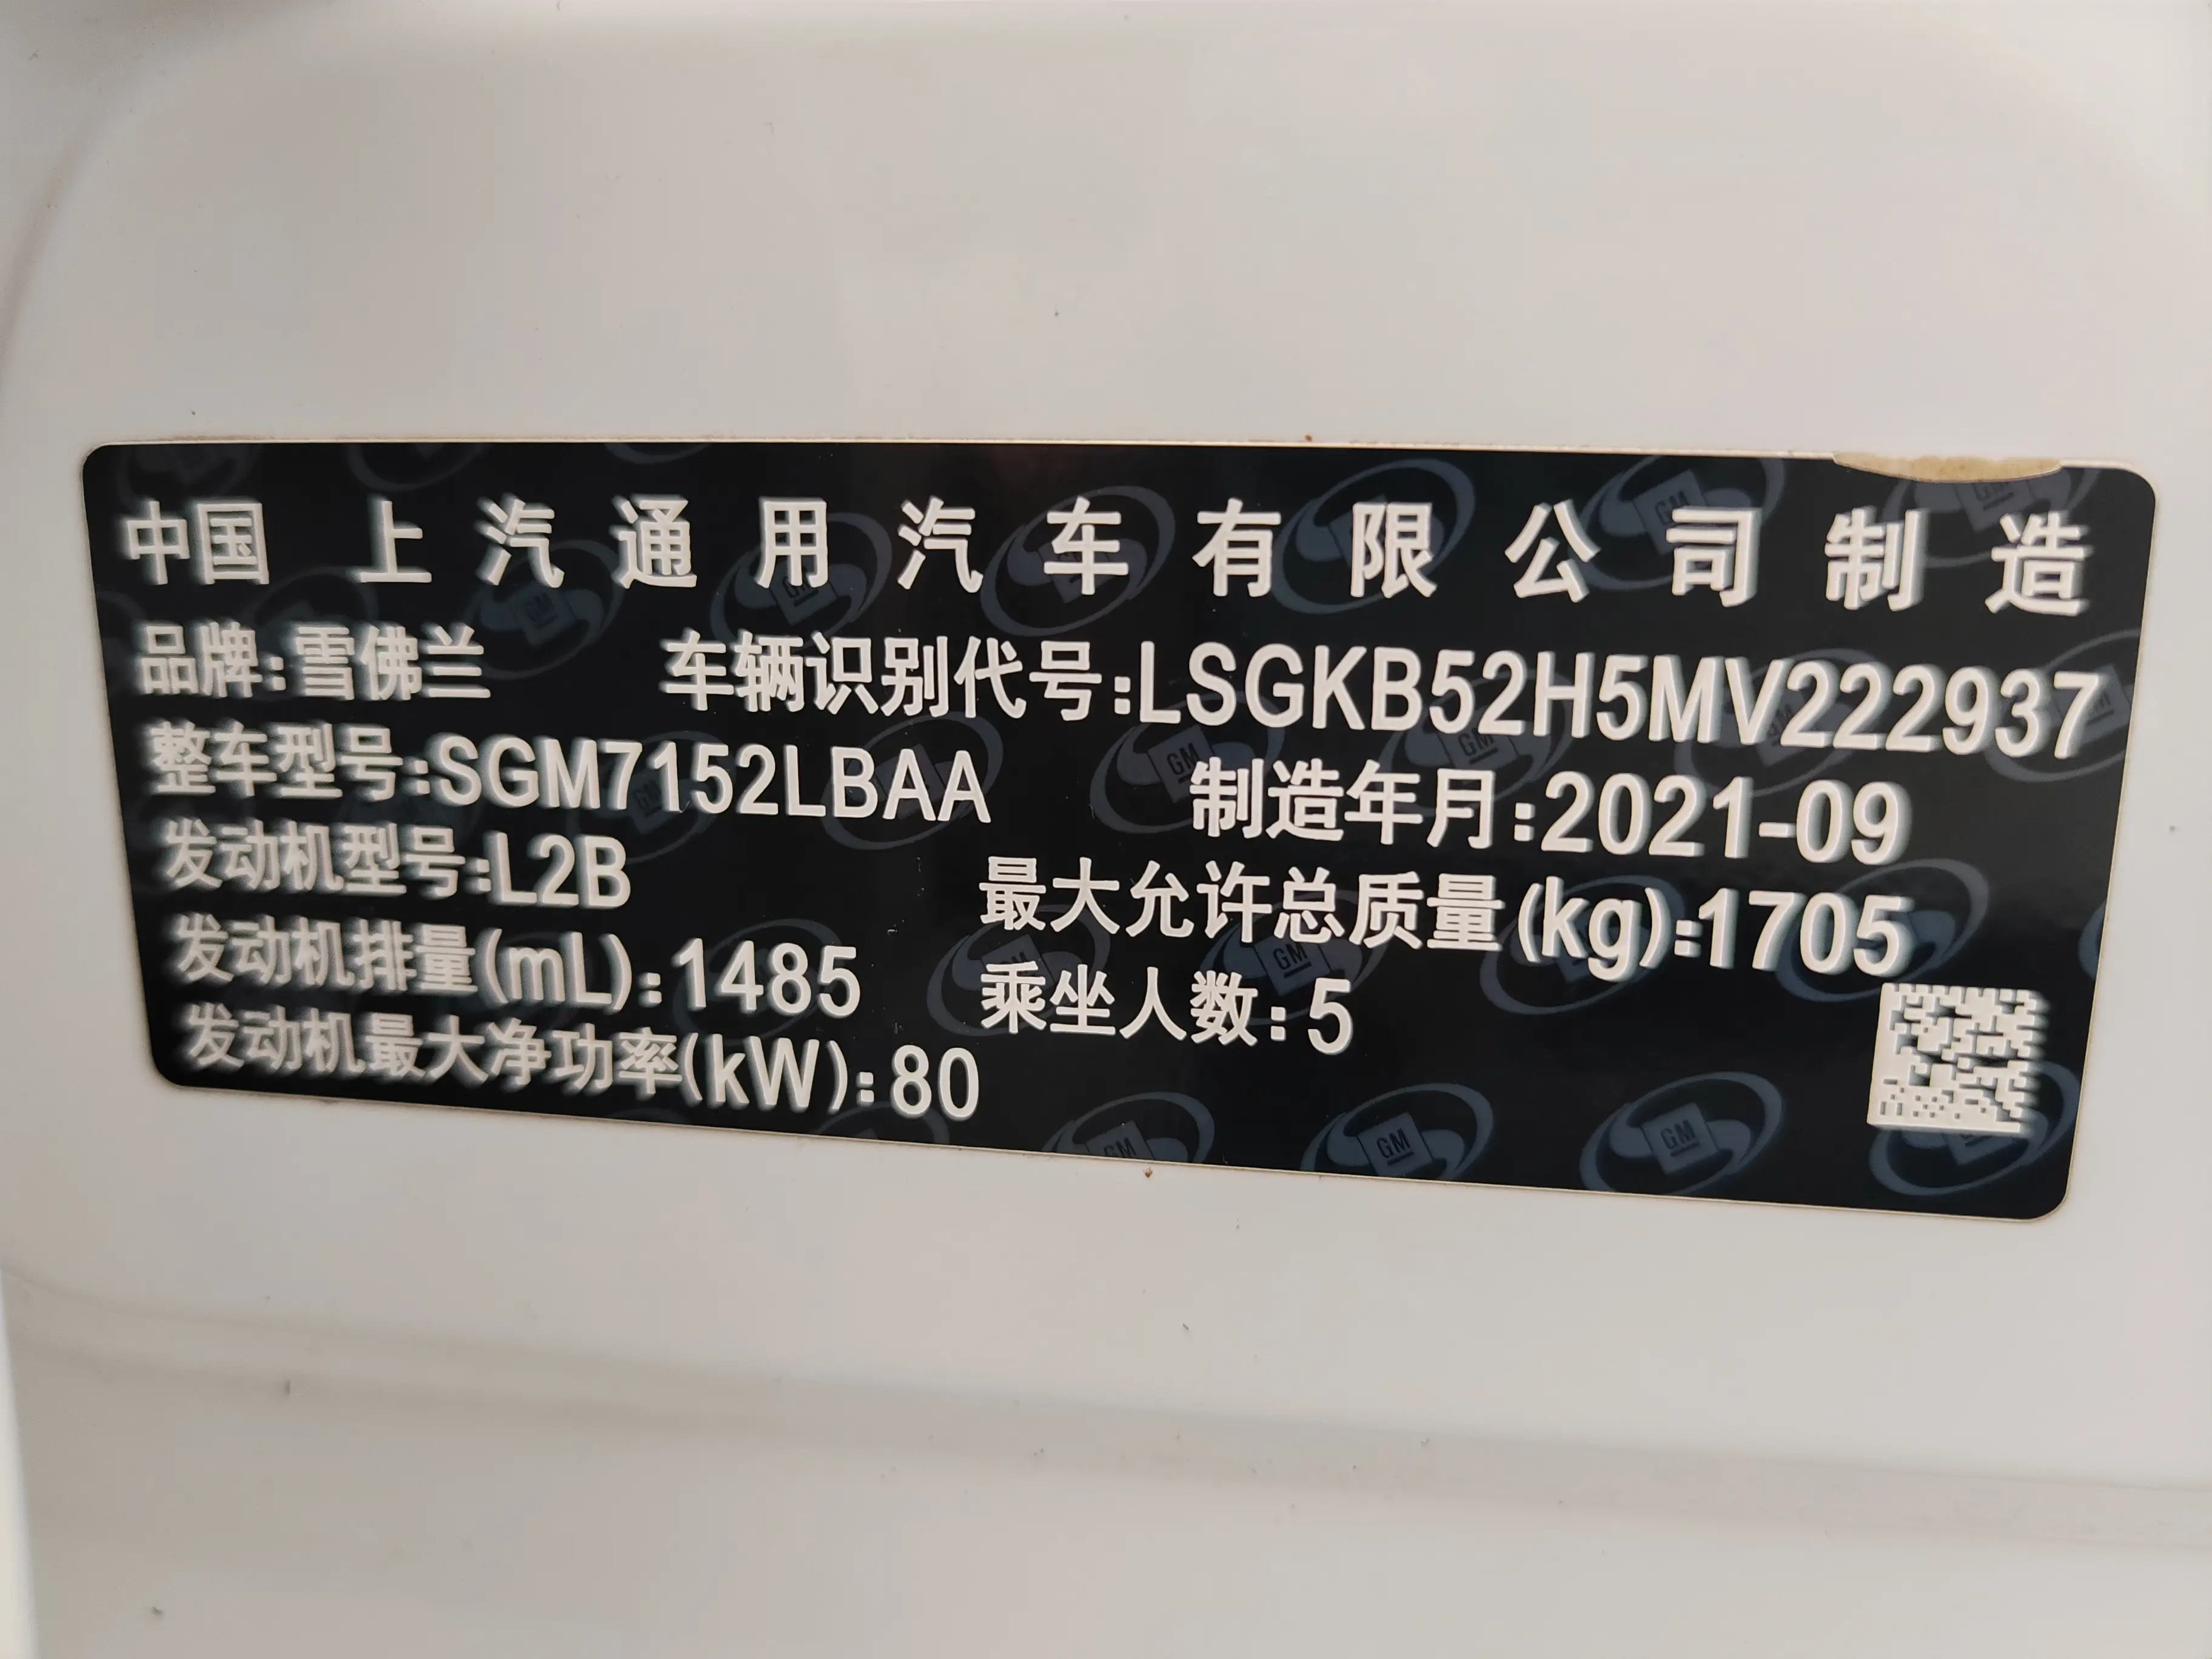 中国 上汽通用汽车有限公司制造
品牌:雪佛兰 车辆识别代号:LSGKB52H5MV222937
整车型号:SGM7152LBAA 制造年月:2021-09
发动机型号:L2B 最大允许总质量(kg):1705
发动机排量(mL):1485 乘坐人数:5
发动机最大净功率(kW):80
GM